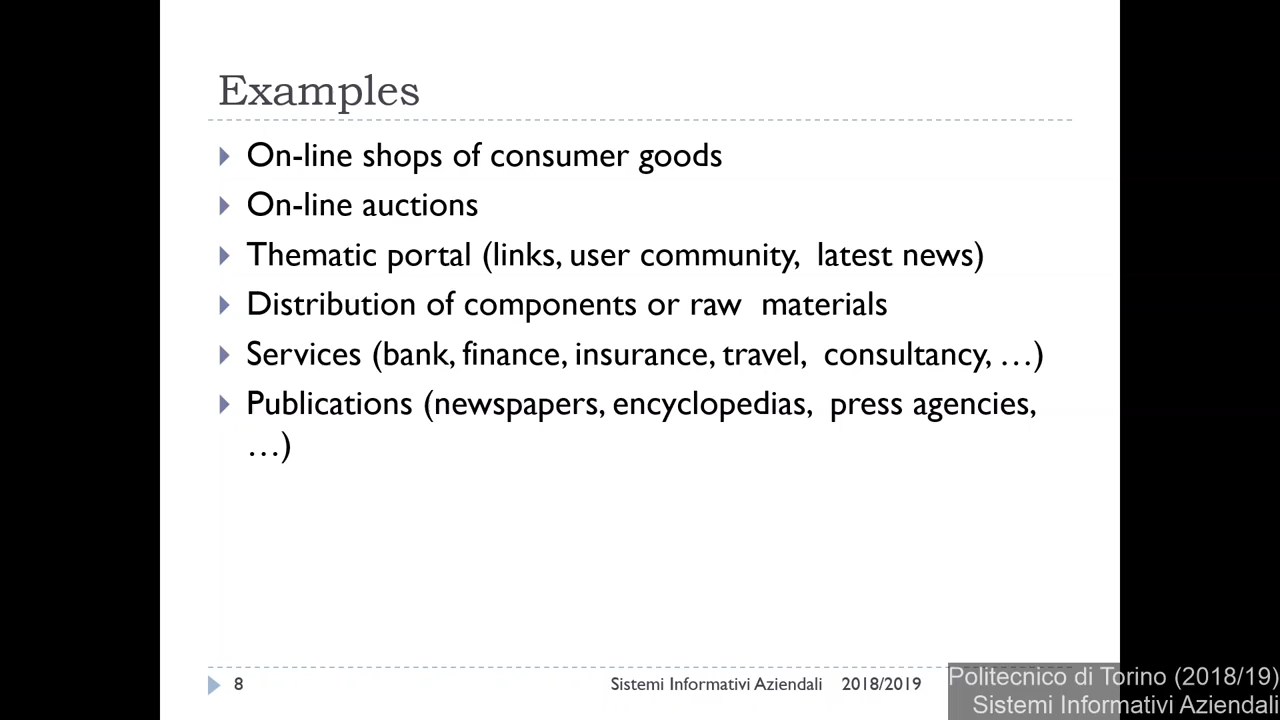 Examples
On-line shops of consumer goods
On-line auctions
Thematic portal (links, user community, latest news)
Distribution of components or raw materials
Services (bank, finance, insurance, travel, consultancy, …)
Publications (newspapers, encyclopedias, press agencies,
…)
8 Sistemi Informativi Aziendali 2018/2019
Politecnico di Torino (2018/19)
Sistemi Informativi Aziendali